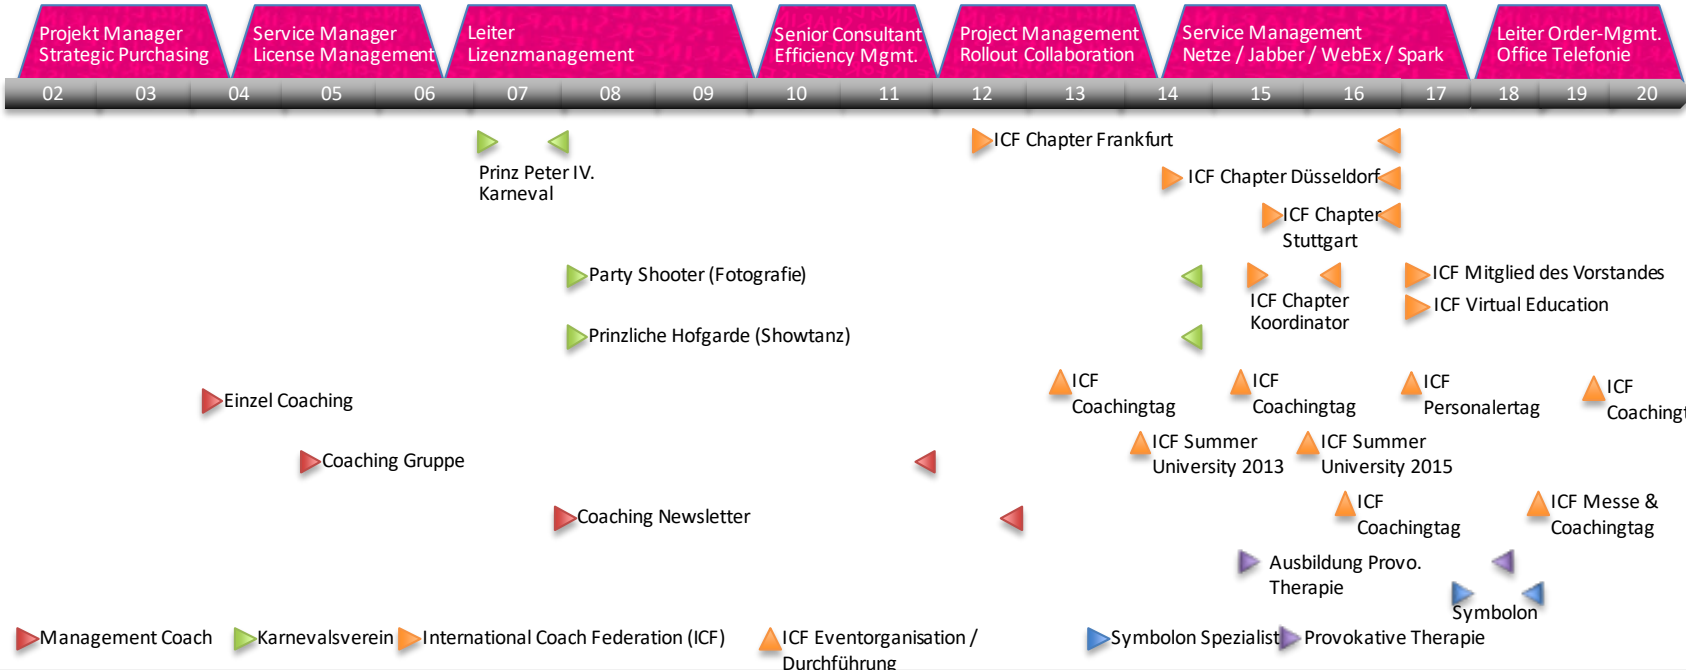 Projekt Manager
Strategic Purchasing
Service Manager
License Management
Leiter
Lizenzmanagement
Senior Consultant
Efficiency Mgmt.
Project Management
Rollout Collaboration
Service Management
Netze / Jabber / WebEx / Spark
Leiter Order-Mgmt.
Office Telefonie
02 03 04 05 06 07 08 09 10 11 12 13 14 15 16 17 18 19 20
ICF Chapter Frankfurt
Prinz Peter IV.
Karneval
ICF Chapter Düsseldorf
ICF Chapter
Stuttgart
Party Shooter (Fotografie)
ICF Mitglied des Vorstandes
ICF Chapter
Koordinator
ICF Virtual Education
Prinzliche Hofgarde (Showtanz)
ICF
Coachingtag
ICF
Coachingtag
ICF
Personalertag
ICF
Coachingt
Einzel Coaching
Coaching Gruppe
ICF Summer
University 2013
ICF Summer
University 2015
Coaching Newsletter
ICF
Coachingtag
ICF Messe &
Coachingtag
Ausbildung Provo.
Therapie
Symbolon
Management Coach
Karnevalsverein
International Coach Federation (ICF)
ICF Eventorganisation /
Durchführung
Symbolon Spezialist
Provokative Therapie